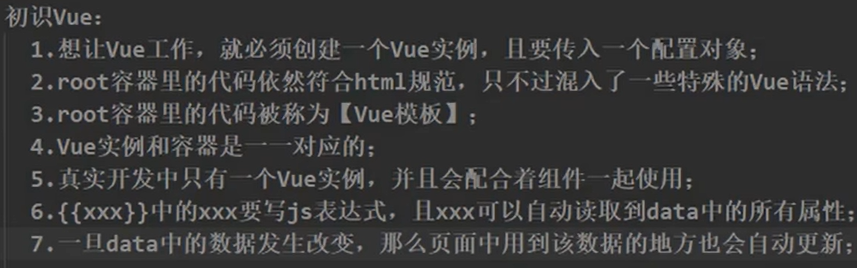 初识Vue：
1.想让Vue工作，就必须创建一个Vue实例，且要传入一个配置对象；
2.root容器里的代码依然符合html规范，只不过混入了一些特殊的Vue语法；
3.root容器里的代码被称为【Vue模板】；
4.Vue实例和容器是一一对应的；
5.真实开发中只有一个Vue实例，并且会配合着组件一起使用；
6.{{xxx}}中的xxx要写js表达式，且xxx可以自动读取到data中的所有属性；
7.一旦data中的数据发生改变，那么页面中用到该数据的地方也会自动更新；